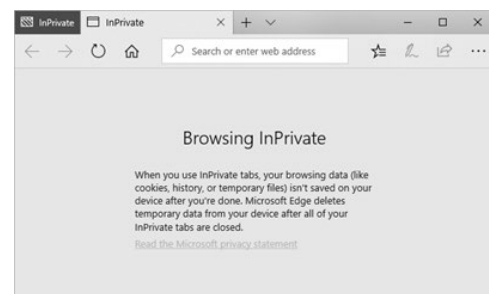 InPrivate InPrivate
Search or enter web address
Browsing InPrivate
When you use InPrivate tabs, your browsing data (like
cookies, history, or temporary files) isn't saved on your
device after you're done. Microsoft Edge deletes
temporary data from your device after all of your
InPrivate tabs are closed.
Read the Microsoft privacy statement